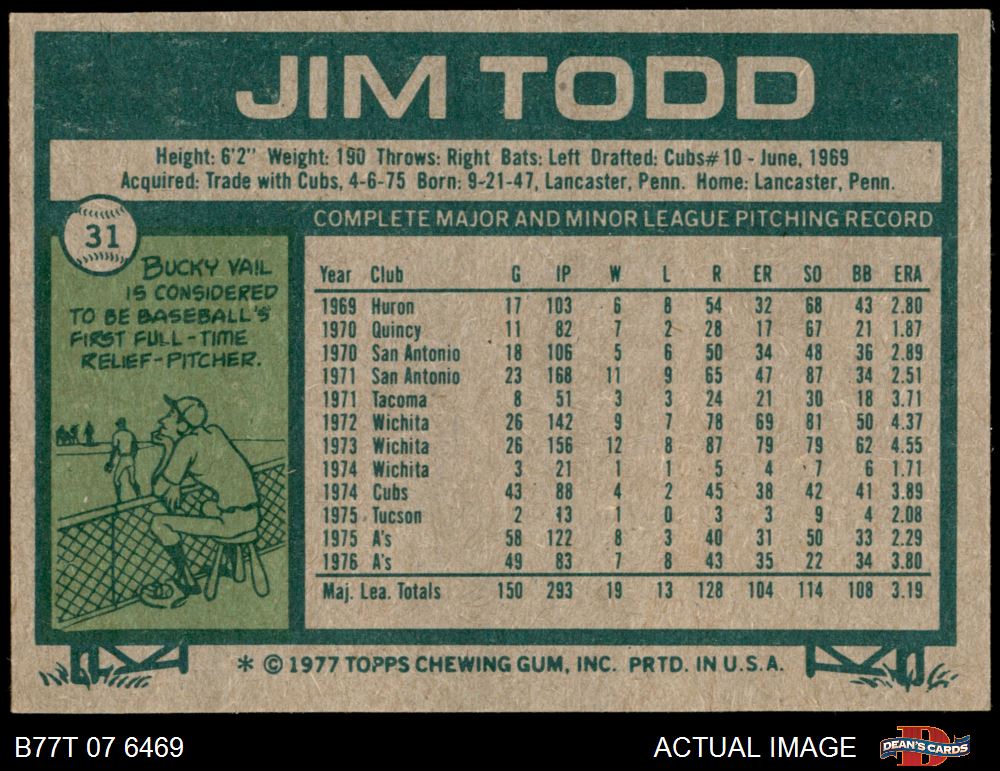 JIM TODD
Height: 6'2" Weight: 190 Throws: Right Bats: Left Drafted: Cubs#10 - June, 1969
Acquired: Trade with Cubs, 4-6-75 Born: 9-21-47, Lancaster, Penn. Home: Lancaster, Penn.
31
BUCKY VAIL
IS CONSIDERED
TO BE BASEBALL'S
FIRST FULL-TIME
RELIEF-PITCHER.
COMPLETE MAJOR AND MINOR LEAGUE PITCHING RECORD
Year Club G IP W L R ER SO BB ERA
1969 Huron 17 103 6 8 54 32 68 43 2.80
1970 Quincy 11 82 7 2 28 17 67 21 1.87
1970 San Antonio 18 106 5 6 50 34 48 36 2.89
1971 San Antonio 23 168 11 9 65 47 87 34 2.51
1971 Tacoma 8 51 3 3 24 21 30 18 3.71
1972 Wichita 26 142 9 7 78 69 81 50 4.37
1973 Wichita 26 156 12 8 87 79 79 62 4.55
1974 Wichita 3 21 1 1 5 4 7 6 1.71
1974 Cubs 43 88 4 2 45 38 42 41 3.89
1975 Tucson 2 13 1 0 3 3 9 4 2.08
1975 A's 58 122 8 3 40 31 50 33 2.29
1976 A's 49 83 7 8 43 35 22 34 3.80
Maj. Lea. Totals 150 293 19 13 128 104 114 108 3.19
* © 1977 TOPPS CHEWING GUM, INC. PRTD. IN U.S.A.
B77T 07 6469
ACTUAL IMAGE
DEAN'S CARDS